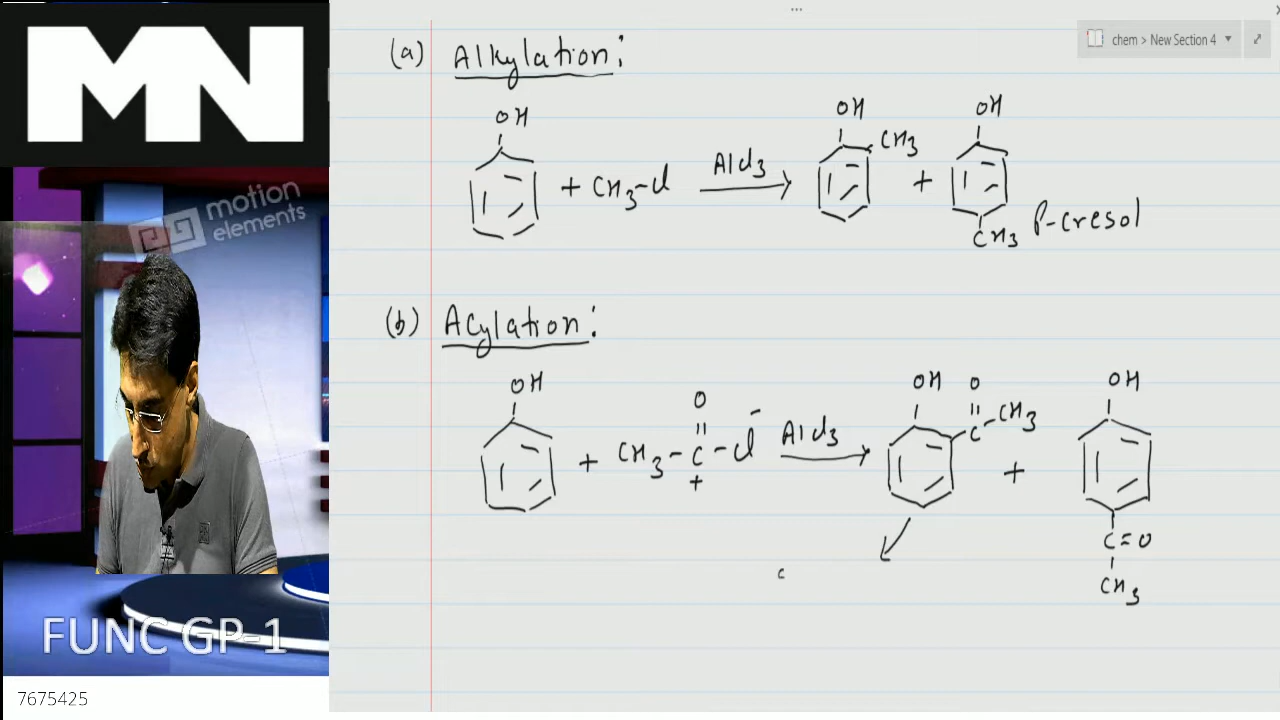 MN
motion
elements
FUNC GP-1
7675425
chem > New Section 4
(a) Alkylation:
OH OH OH
CH3
+ CH3-Cl AlCl3 + 
CH3 P-cresol
(b) Acylation:
OH O OH O OH
+ CH3-C-Cl - AlCl3 C-CH3 +
+
C=O
CH3